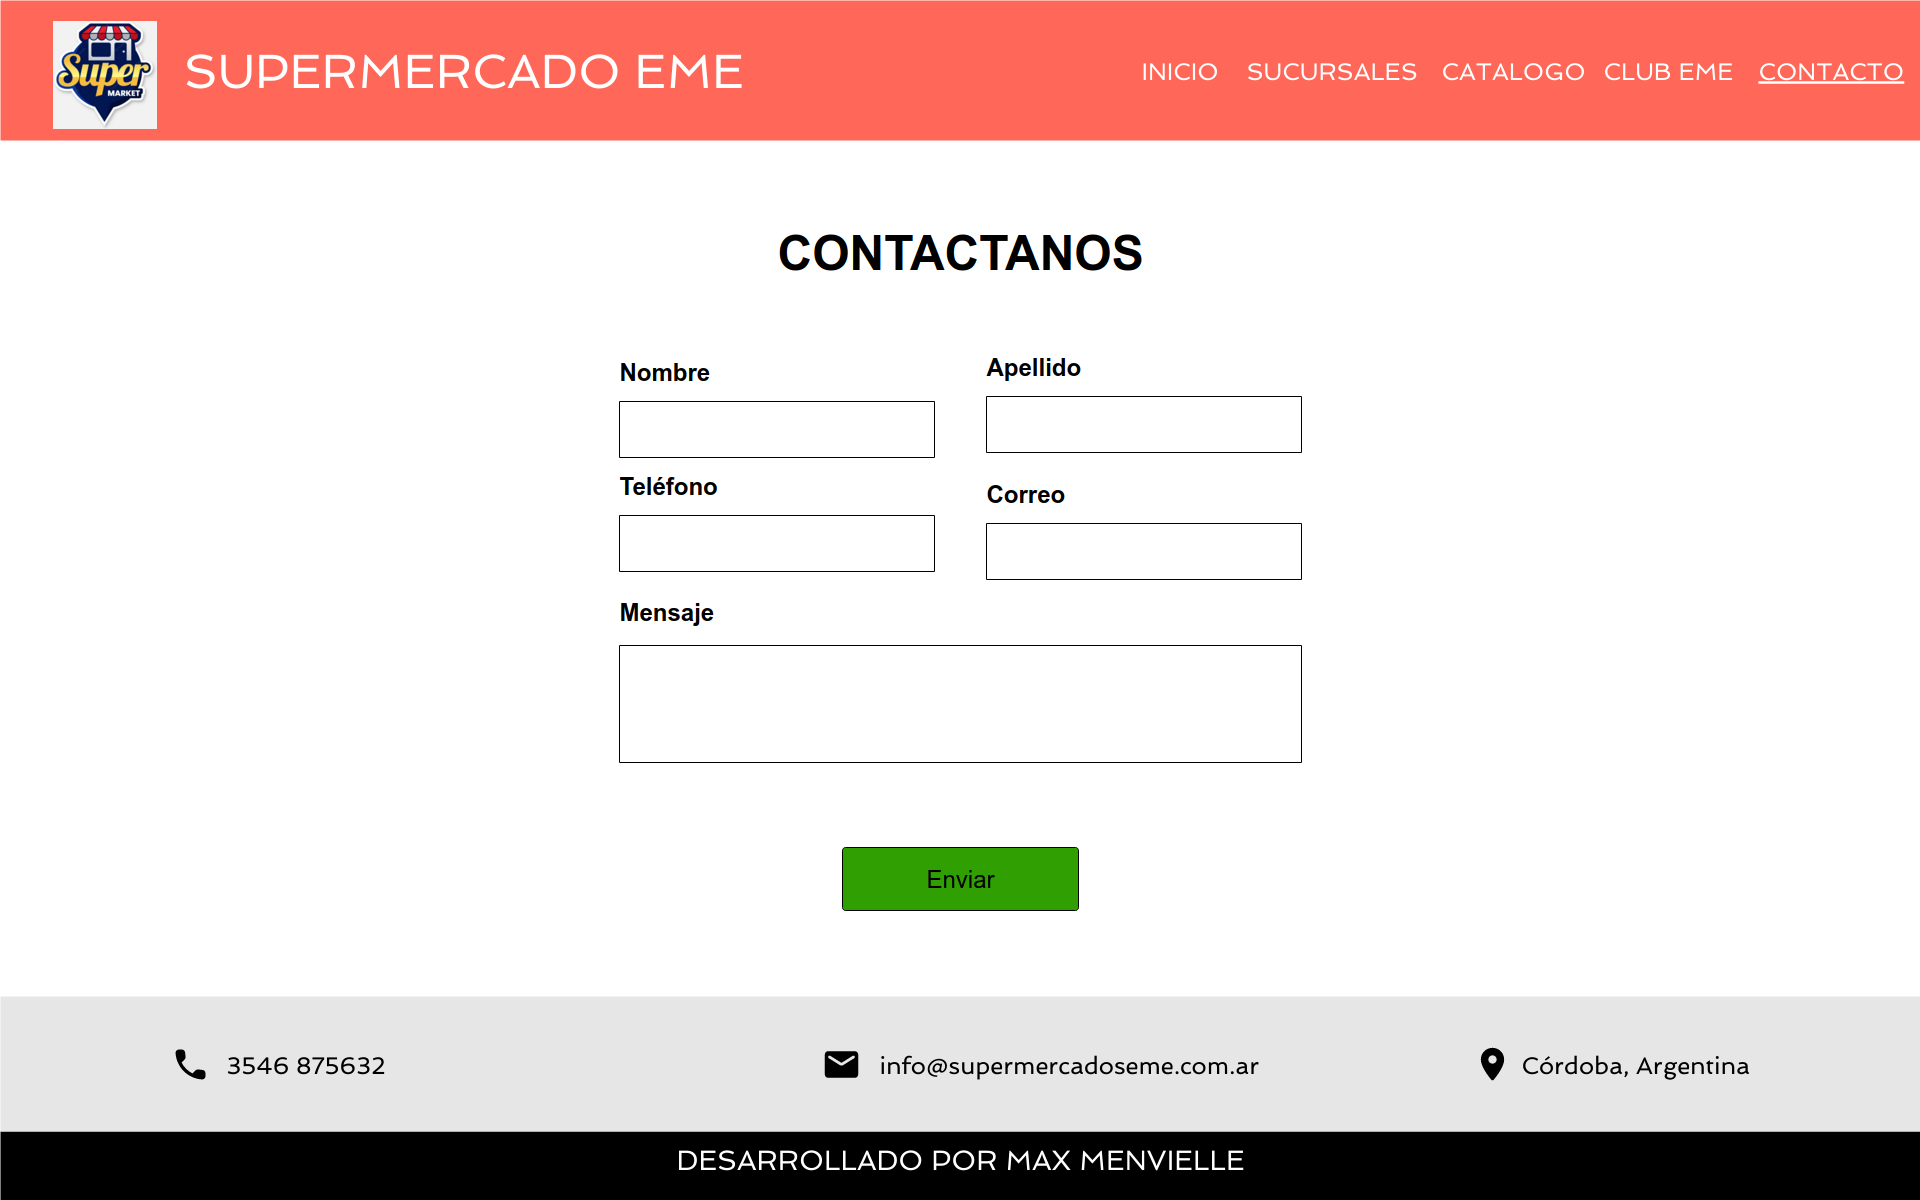 Super
MARKET
SUPERMERCADO EME
INICIO SUCURSALES CATALOGO CLUB EME CONTACTO
CONTACTANOS
Nombre
Apellido
Teléfono
Correo
Mensaje
Enviar
3546 875632
info@supermercadoseme.com.ar
Córdoba, Argentina
DESARROLLADO POR MAX MENVIELLE